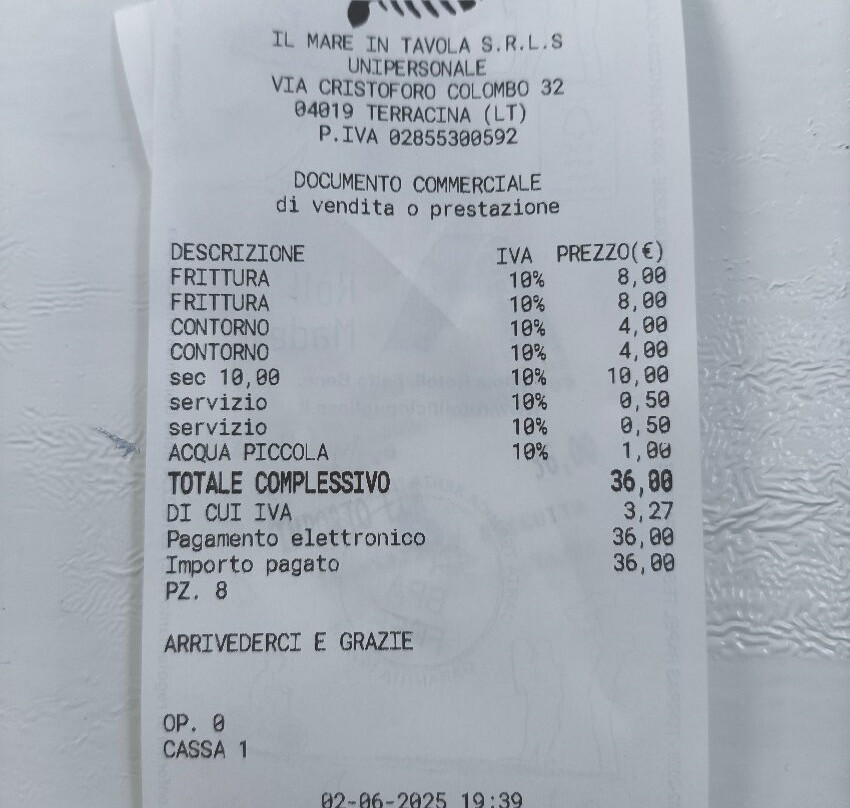 IL MARE IN TAVOLA S.R.L.S
UNIPERSONALE
VIA CRISTOFORO COLOMBO 32
04019 TERRACINA (LT)
P.IVA 02855300592
DOCUMENTO COMMERCIALE
di vendita o prestazione
DESCRIZIONE IVA PREZZO(€)
FRITTURA 10% 8,00
FRITTURA 10% 8,00
CONTORNO 10% 4,00
CONTORNO 10% 4,00
sec 10,00 10% 10,00
servizio 10% 0,50
servizio 10% 0,50
ACQUA PICCOLA 10% 1,00
TOTALE COMPLESSIVO 36,00
DI CUI IVA 3,27
Pagamento elettronico 36,00
Importo pagato 36,00
PZ. 8
ARRIVEDERCI E GRAZIE
OP. 0
CASSA 1
02-06-2025 19:39